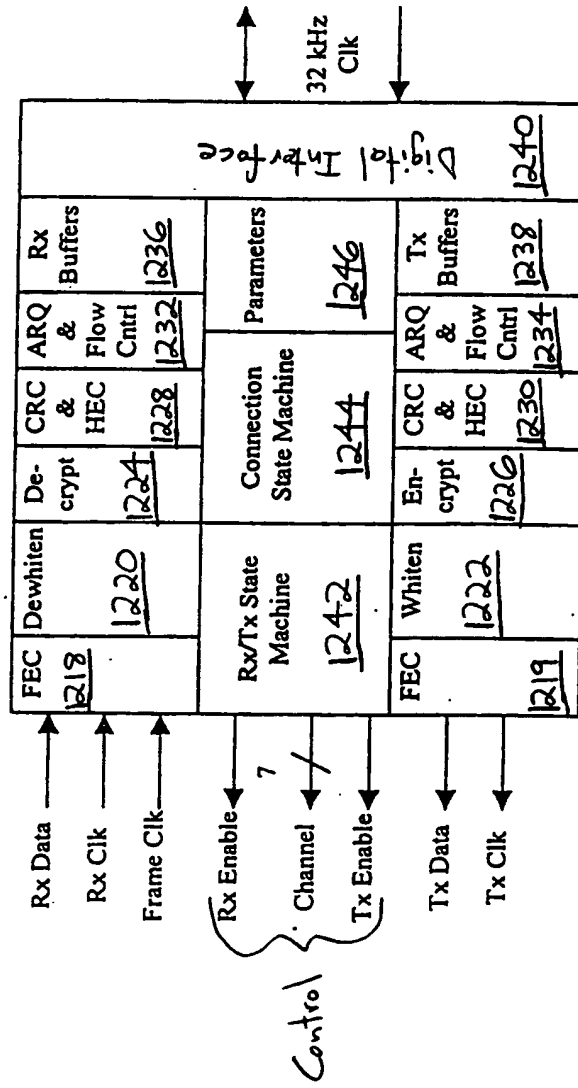 Rx Data
Rx Clk
Frame Clk
Control
Rx Enable
7
Channel
Tx Enable
Tx Data
Tx Clk
FEC
1218
Dewhiten
1220
De-
crypt
1224
CRC
&
HEC
1228
ARQ
&
Flow
Cntrl
1232
Rx
Buffers
1236
Rx/Tx State
Machine
1242
Connection
State Machine
1244
Parameters
1246
FEC
1219
Whiten
1222
En-
crypt
1226
CRC
&
HEC
1230
ARQ
&
Flow
Cntrl
1234
Tx
Buffers
1238
Digital Interface
1240
32 kHz
Clk